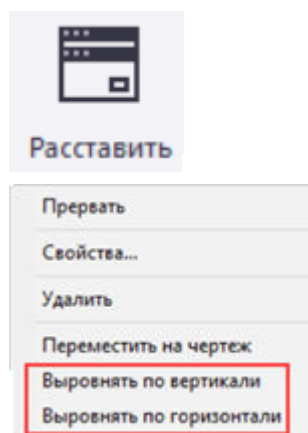 Расставить
Прервать
Свойства...
Удалить
Переместить на чертеж
Выровнять по вертикали
Выровнять по горизонтали